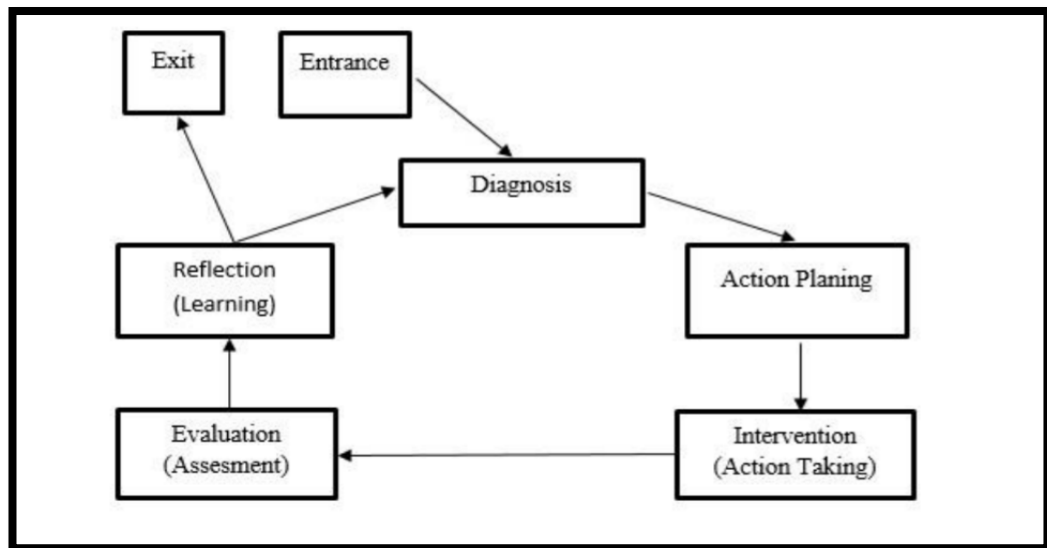 Exit
Entrance
Diagnosis
Action Planing
Intervention
(Action Taking)
Evaluation
(Assesment)
Reflection
(Learning)